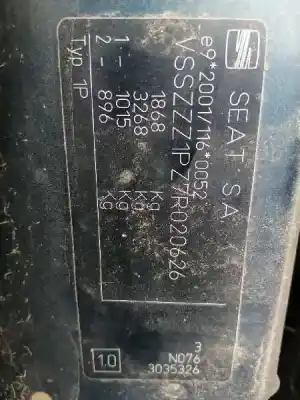 SEAT S.A.
e9*2001/116*0052
VSSZZZ1PZ7R020626
1868 kg
3268 kg
1 - 1015 kg
2 - 896 kg
Typ 1P
1.0
3
N076
3035326